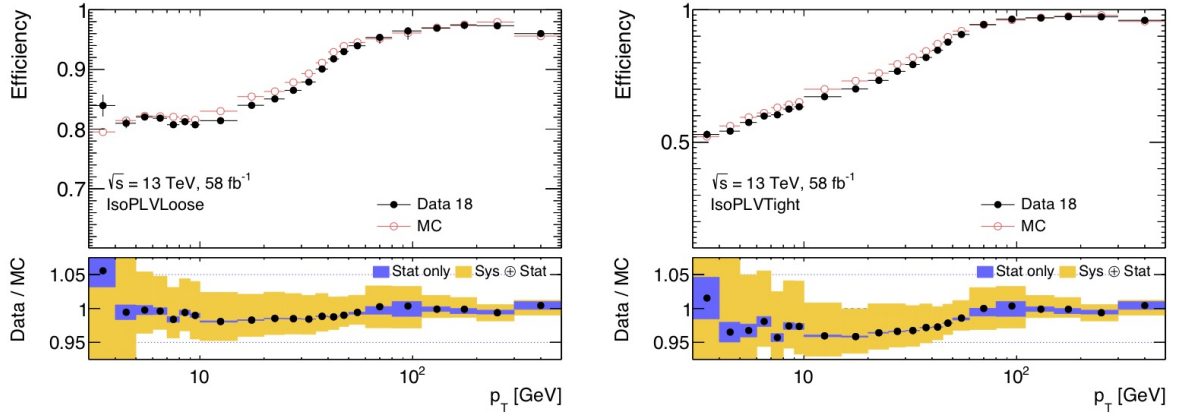 Efficiency
1
0.9
0.8
0.7
√s = 13 TeV, 58 fb⁻¹
IsoPLVLoose
Data 18
MC
Data / MC
1.05
1
0.95
Stat only
Sys ⊕ Stat
10
10²
p_T [GeV]
Efficiency
1
0.5
√s = 13 TeV, 58 fb⁻¹
IsoPLVTight
Data 18
MC
Data / MC
1.05
1
0.95
Stat only
Sys ⊕ Stat
10
10²
p_T [GeV]